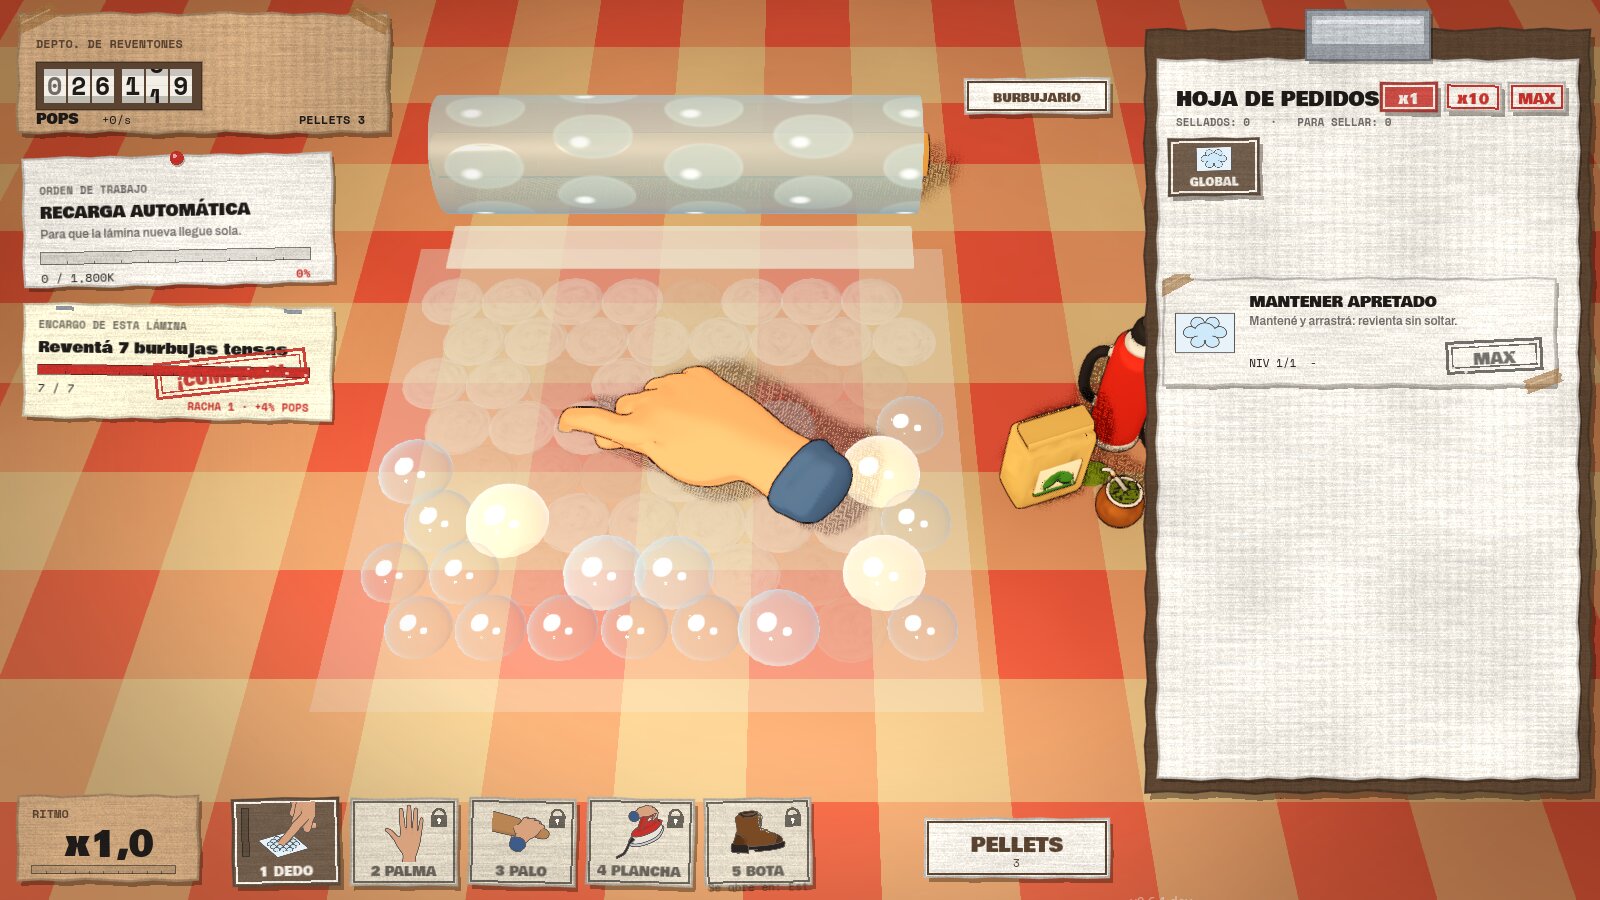 DEPTO. DE REVENTONES
POPS +0/s PELLETS 3
ORDEN DE TRABAJO
RECARGA AUTOMÁTICA
Para que la lámina nueva llegue sola.
0 / 1.800K 0%
ENCARGO DE ESTA LÁMINA
Reventá 7 burbujas tensas
7 / 7
RACHA 1 · +4% POPS
BURBUJARIO
HOJA DE PEDIDOS x1 x10 MAX
SELLADOS: 0 · PARA SELLAR: 0
GLOBAL
MANTENER APRETADO
Mantené y arrastrá: revienta sin soltar.
NIV 1/1 -
MAX
RITMO
x1,0
1 DEDO
2 PALMA
3 PALO
4 PLANCHA
5 BOTA
Se abre en: Est
PELLETS
3